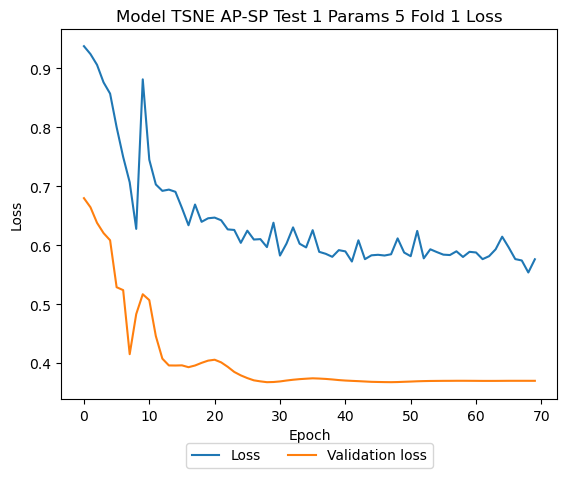 Model TSNE AP-SP Test 1 Params 5 Fold 1 Loss
0.9
0.8
0.7
0.6
0.5
0.4
Loss
0 10 20 30 40 50 60 70
Epoch
Loss Validation loss